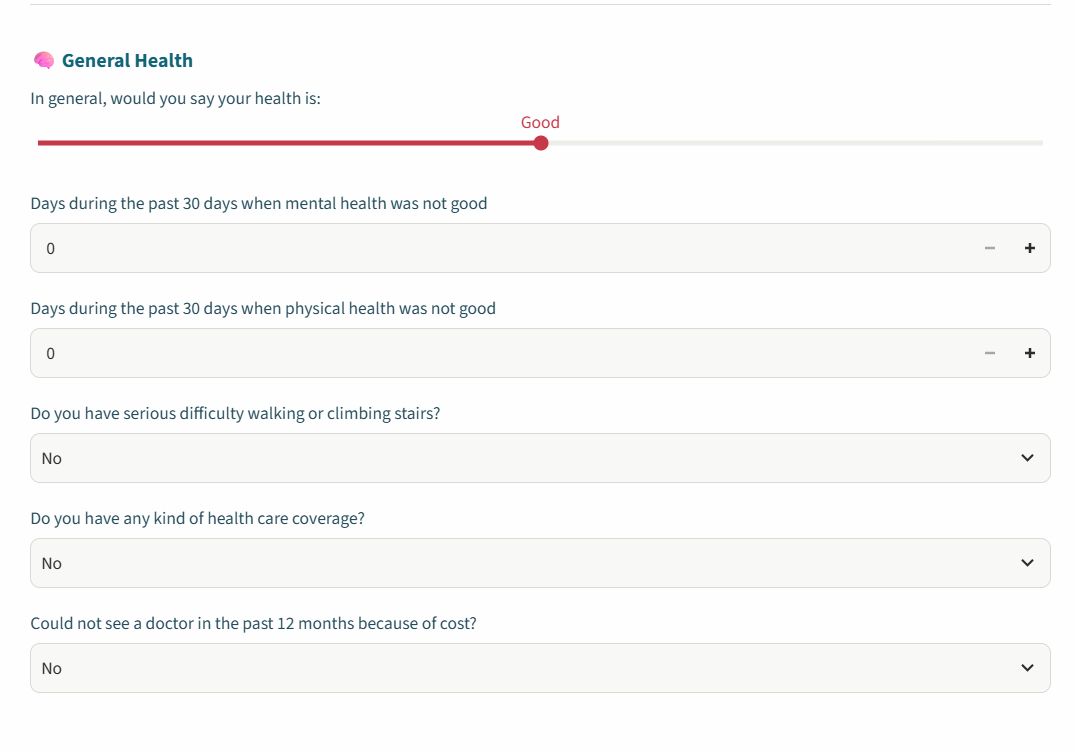 General Health
In general, would you say your health is:
Good
Days during the past 30 days when mental health was not good
0
Days during the past 30 days when physical health was not good
0
Do you have serious difficulty walking or climbing stairs?
No
Do you have any kind of health care coverage?
No
Could not see a doctor in the past 12 months because of cost?
No